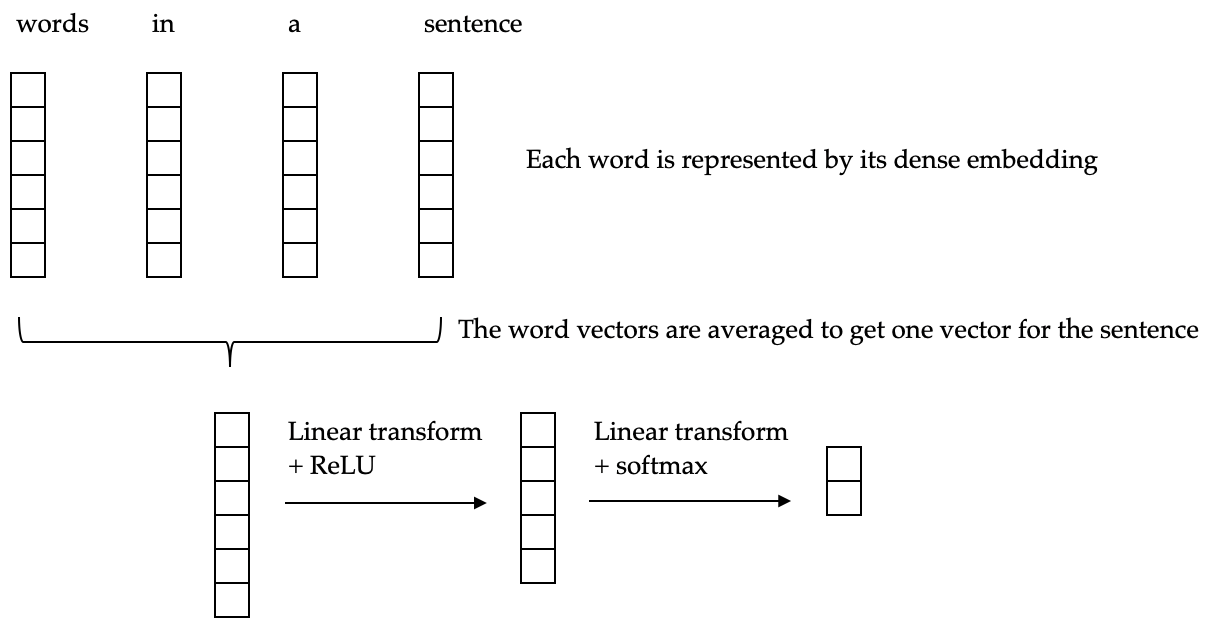 words in a sentence
Each word is represented by its dense embedding
The word vectors are averaged to get one vector for the sentence
Linear transform
+ ReLU
Linear transform
+ softmax